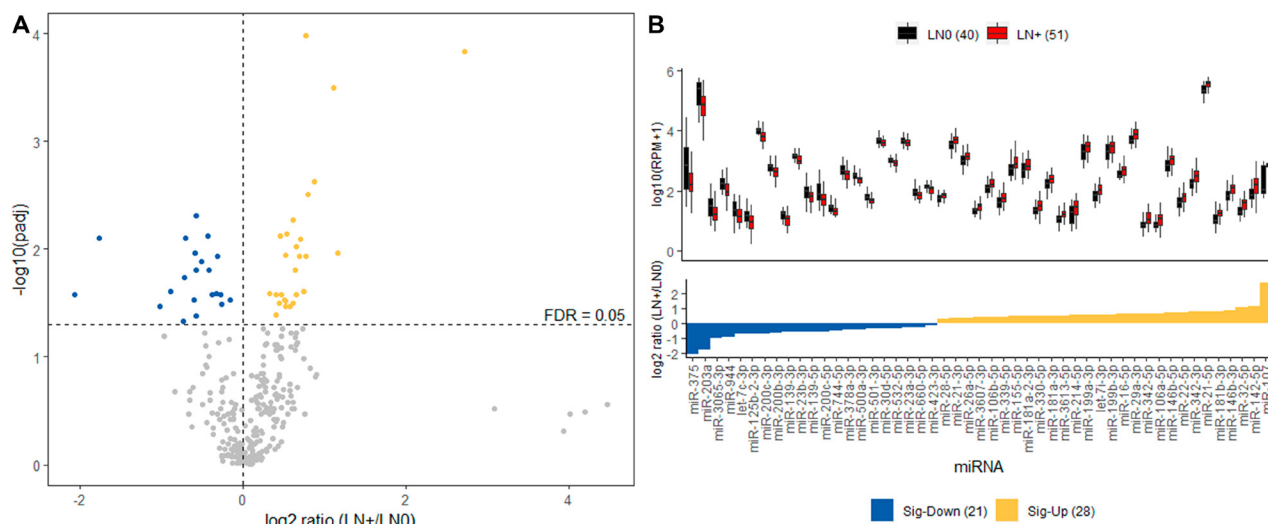 A
B
LN0 (40) LN+ (51)
4
3
2
1
0
-log10(padj)
FDR = 0.05
-2 0 2 4
log2 ratio (LN+/LN0)
6
4
2
0
log10(RPM+1)
2
1
0
-1
-2
log2 ratio (LN+/LN0)
miR-375
miR-203a
miR-3065-3p
miR-944
let-7c-3p
miR-125b-2-3p
miR-200c-3p
miR-200b-3p
miR-139-3p
miR-23b-3p
miR-139-5p
miR-200c-5p
miR-744-5p
miR-378a-3p
miR-500a-3p
miR-501-3p
miR-30d-5p
miR-532-5p
miR-23a-3p
miR-660-5p
miR-423-3p
miR-28-5p
miR-21-3p
miR-26a-5p
miR-3607-3p
miR-106b-5p
miR-339-5p
miR-155-5p
miR-181a-2-3p
miR-330-5p
miR-181a-3p
miR-3613-5p
miR-214-5p
miR-199a-3p
let-7i-3p
miR-199b-3p
miR-16-5p
miR-29a-3p
miR-342-5p
miR-106a-5p
miR-146b-5p
miR-22-5p
miR-342-3p
miR-21-5p
miR-181b-3p
miR-146b-3p
miR-32-5p
miR-142-5p
miR-107
miRNA
Sig-Down (21) Sig-Up (28)